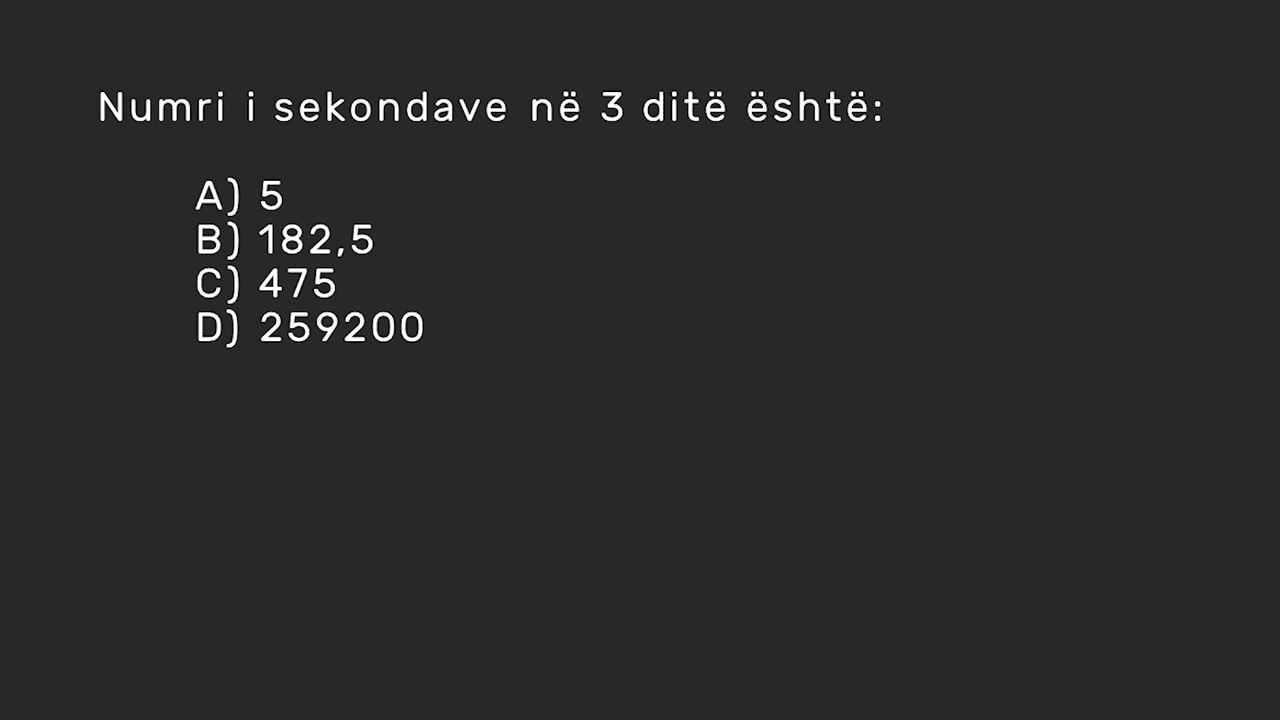 Numri i sekondave në 3 ditë është:
A) 5
B) 182,5
C) 475
D) 259200